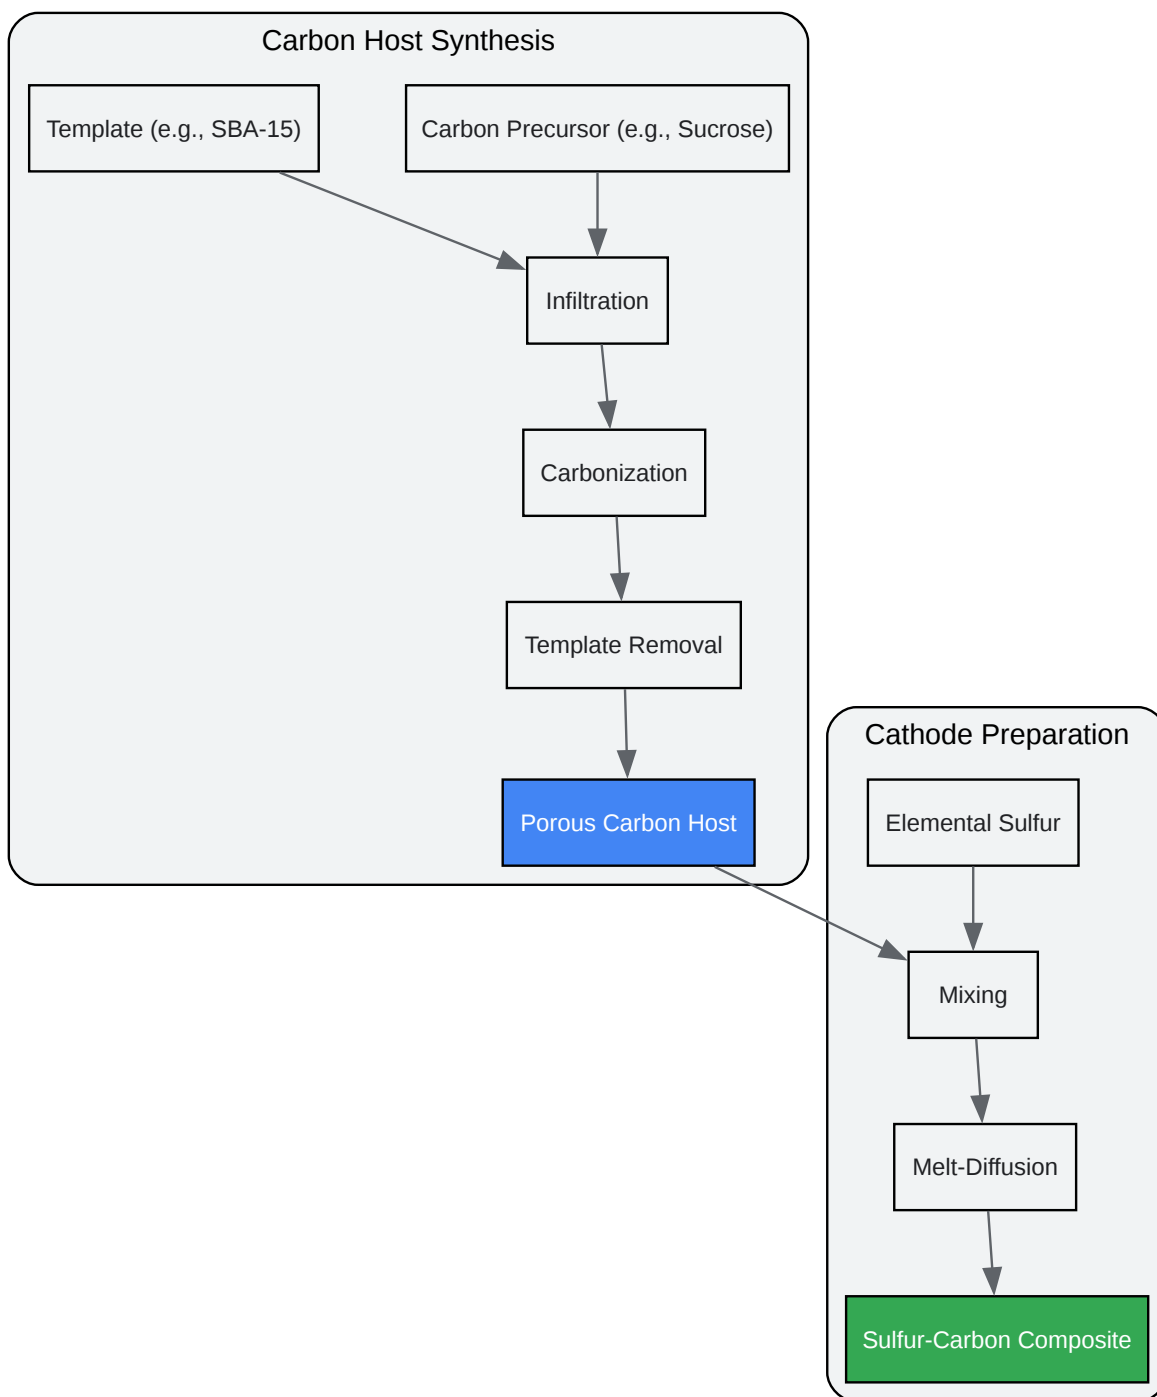 Carbon Host Synthesis
Template (e.g., SBA-15)
Carbon Precursor (e.g., Sucrose)
Infiltration
Carbonization
Template Removal
Porous Carbon Host
Cathode Preparation
Elemental Sulfur
Mixing
Melt-Diffusion
Sulfur-Carbon Composite